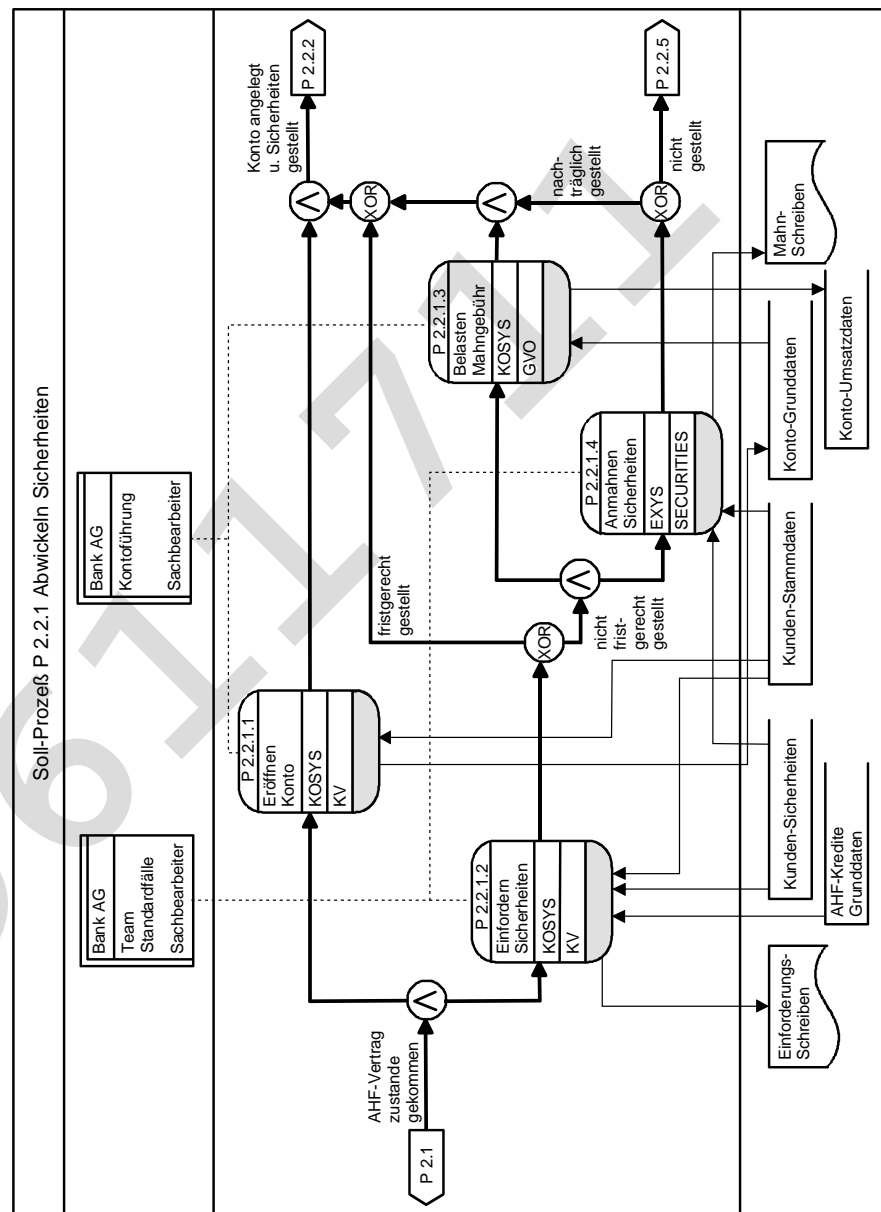 Soll-Prozeß P 2.2.1 Abwickeln Sicherheiten
Bank AG
Team
Standardfälle
Sachbearbeiter
Bank AG
Kontoführung
Sachbearbeiter
P 2.1
AHF-Vertrag
zustande
gekommen
V
P 2.2.1.1
Eröffnen
Konto
KOSYS
KV
P 2.2.1.2
Einfordern
Sicherheiten
KOSYS
KV
XOR
fristgerecht
gestellt
nicht
frist-
gerecht
gestellt
V
P 2.2.1.3
Belasten
Mahngebühr
KOSYS
GVO
P 2.2.1.4
Anmahnen
Sicherheiten
EXYS
SECURITIES
V
XOR
V
XOR
nach-
träglich
gestellt
nicht
gestellt
Konto angelegt
u. Sicherheiten
gestellt
P 2.2.2
P 2.2.5
Einforderungs-
Schreiben
AHF-Kredite
Grunddaten
Kunden-Sicherheiten
Kunden-Stammdaten
Konto-Grunddaten
Konto-Umsatzdaten
Mahn-
Schreiben
9611711